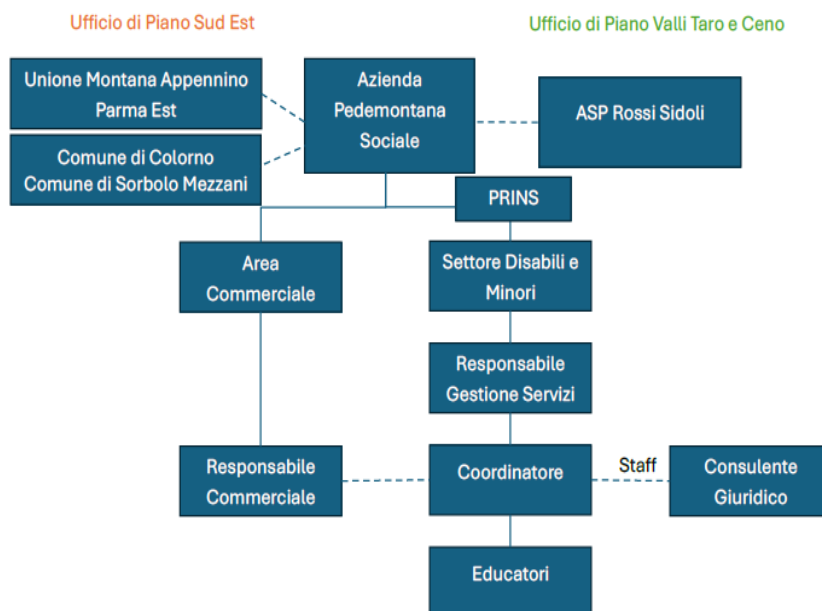 Ufficio di Piano Sud Est
Ufficio di Piano Valli Taro e Ceno
Unione Montana Appennino
Parma Est
Azienda
Pedemontana
Sociale
ASP Rossi Sidoli
Comune di Colorno
Comune di Sorbolo Mezzani
PRINS
Area
Commerciale
Settore Disabili e
Minori
Responsabile
Gestione Servizi
Responsabile
Commerciale
Coordinatore
Staff
Consulente
Giuridico
Educatori